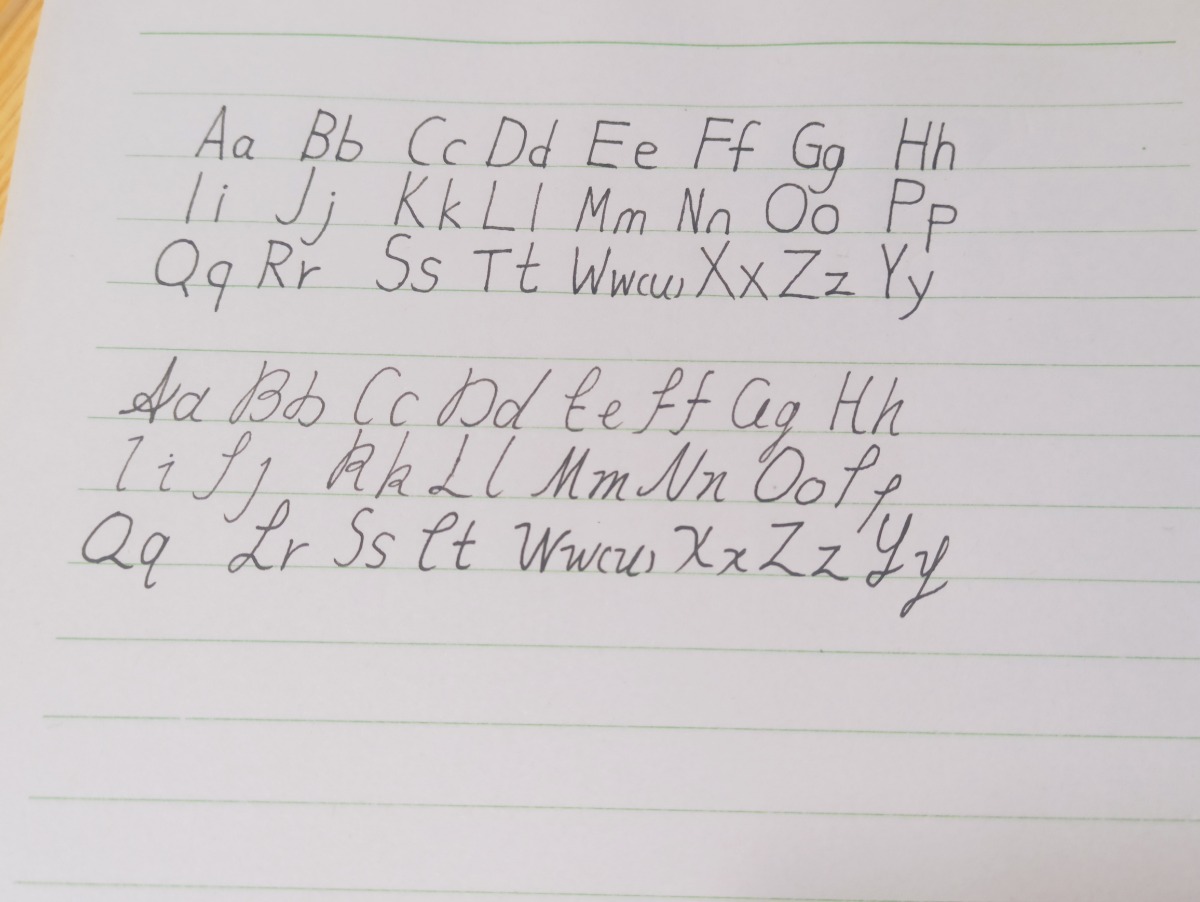 Aa Bb Cc Dd Ee Ff Gg Hh
Ii Jj Kk Ll Mm Nn Oo Pp
Qq Rr Ss Tt Wwcw Xx Zz Yy
Aa Bb Cc Dd Ee Ff Gg Hh
Ii Jj Kk Ll Mm Nn Oo Pp
Qq Rr Ss Tt Wwcw Xx Zz Yy